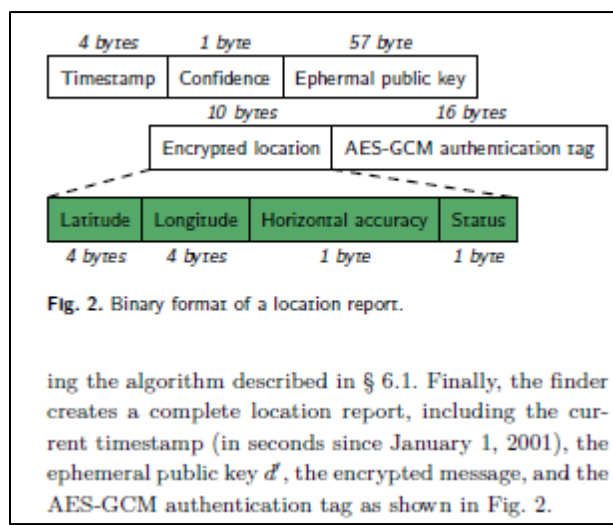 4 bytes 1 byte 57 byte
Timestamp Confidence Ephermal public key
10 bytes 16 bytes
Encrypted location AES-GCM authentication tag
Latitude Longitude Horizontal accuracy Status
4 bytes 4 bytes 1 byte 1 byte
Fig. 2. Binary format of a location report.
ing the algorithm described in § 6.1. Finally, the finder
creates a complete location report, including the cur-
rent timestamp (in seconds since January 1, 2001), the
ephemeral public key d′, the encrypted message, and the
AES-GCM authentication tag as shown in Fig. 2.